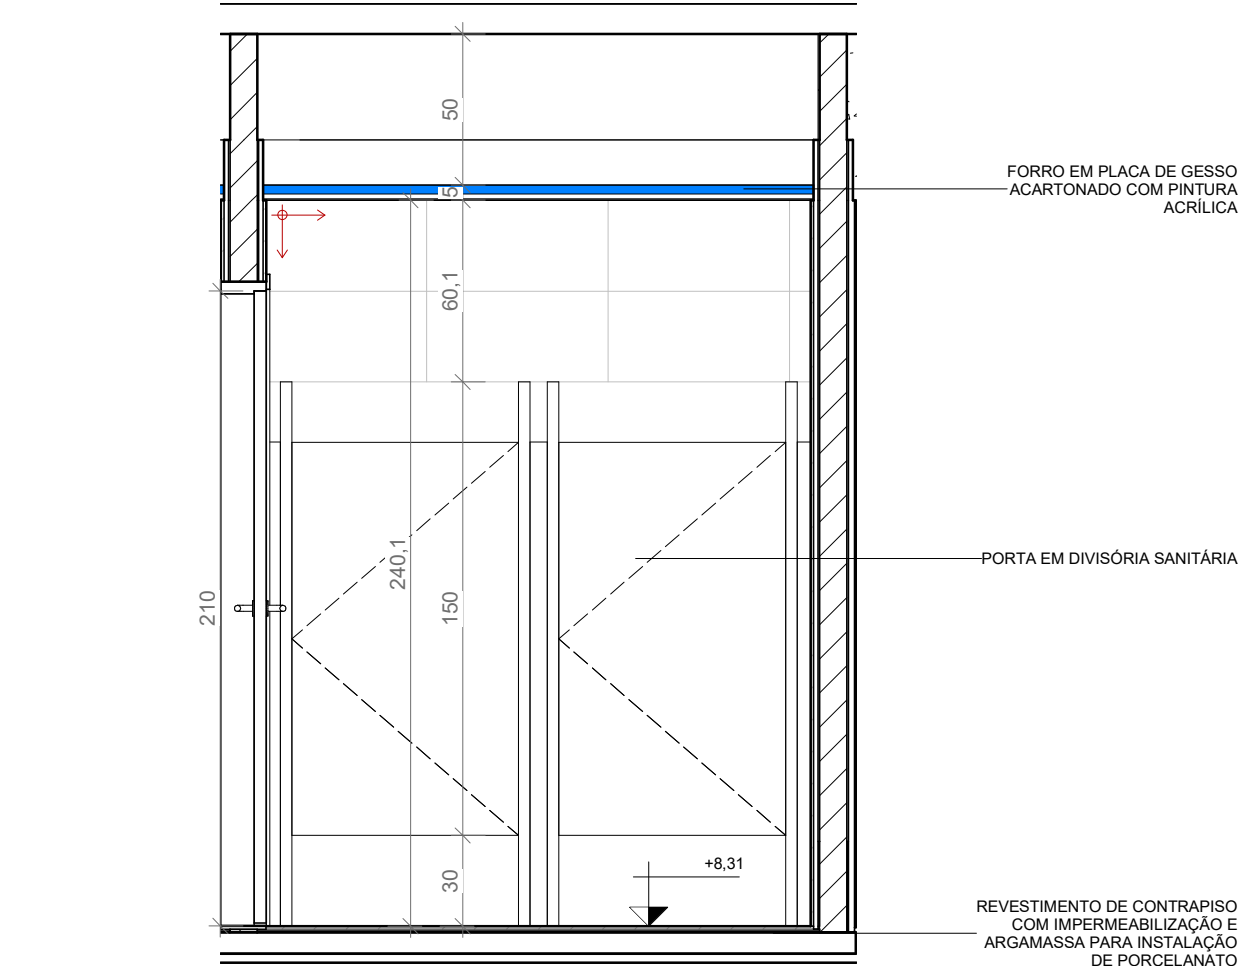 50
FORRO EM PLACA DE GESSO
ACARTONADO COM PINTURA
ACRÍLICA
5
60,1
240,1
PORTA EM DIVISÓRIA SANITÁRIA
210
150
+8,31
30
REVESTIMENTO DE CONTRAPISO
COM IMPERMEABILIZAÇÃO E
ARGAMASSA PARA INSTALAÇÃO
DE PORCELANATO